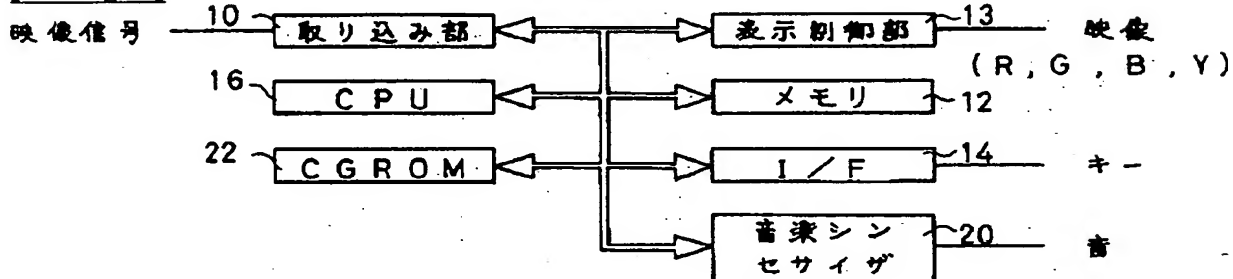 映像信号 10 取り込み部 表示制御部 13 映像
(R, G, B, Y)
16 CPU メモリ 12
22 CGROM I/F 14 キー
音楽シン 20 音
セサイザ